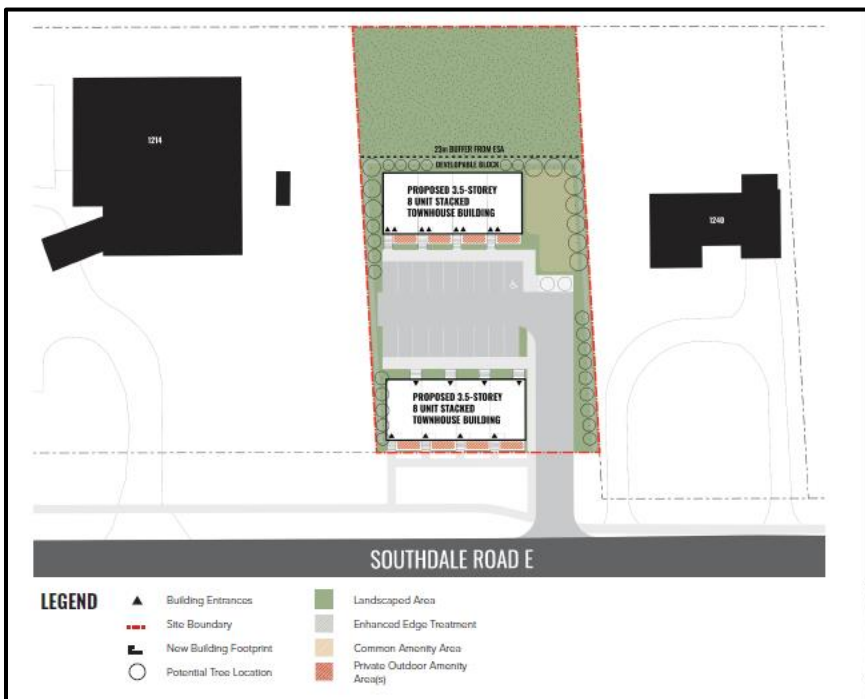 1214
23m BUFFER FROM ESA
DEVELOPABLE BLOCK
PROPOSED 3.5-STOREY
8 UNIT STACKED
TOWNHOUSE BUILDING
1240
PROPOSED 3.5-STOREY
8 UNIT STACKED
TOWNHOUSE BUILDING
SOUTHDALE ROAD E
LEGEND
Building Entrances
Site Boundary
New Building Footprint
Potential Tree Location
Landscaped Area
Enhanced Edge Treatment
Common Amenity Area
Private Outdoor Amenity
Area(s)